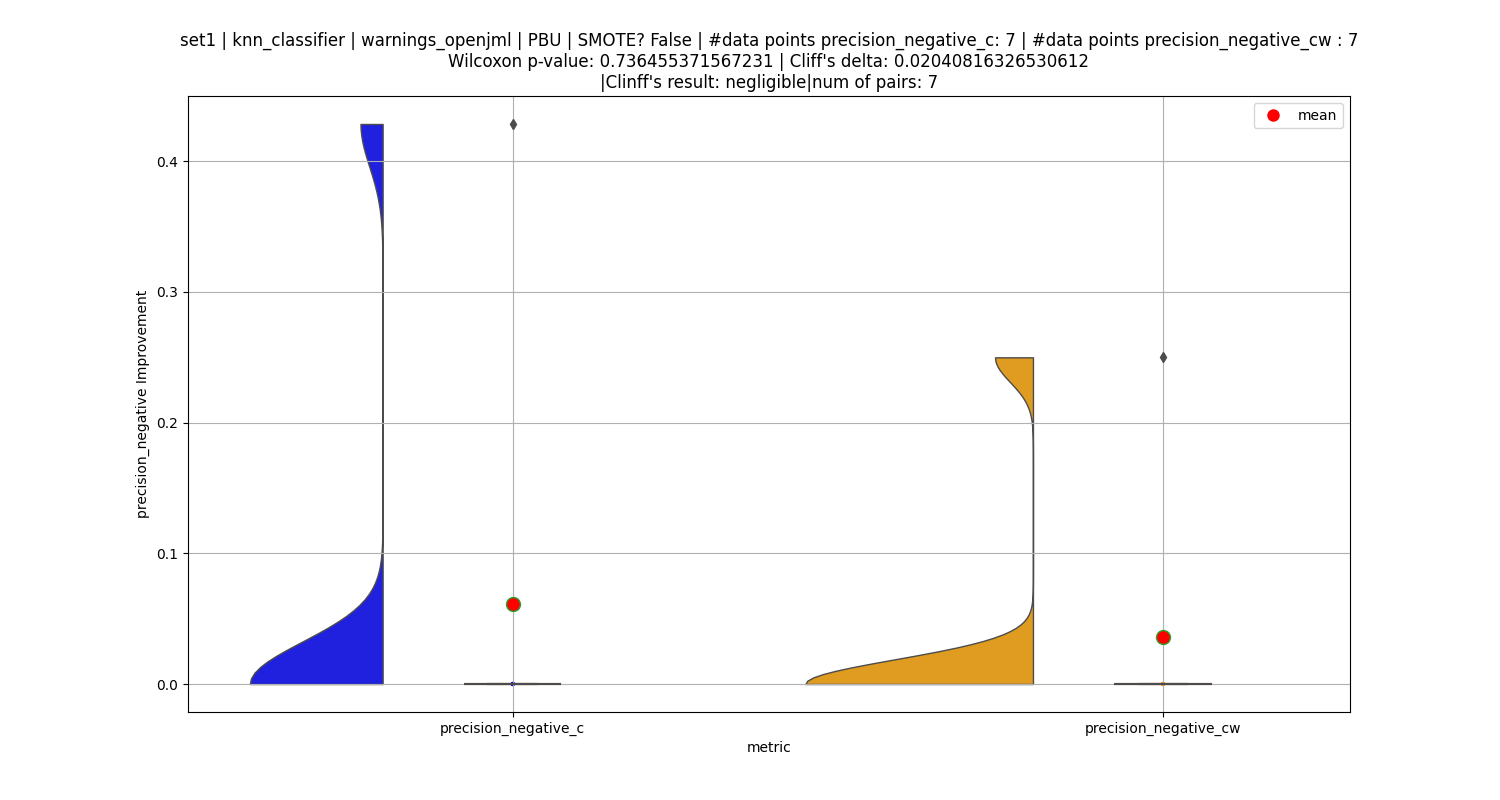 set1 | knn_classifier | warnings_openjml | PBU | SMOTE? False | #data points precision_negative_c: 7 | #data points precision_negative_cw : 7
Wilcoxon p-value: 0.736455371567231 | Cliff's delta: 0.02040816326530612
|Clinff's result: negligible|num of pairs: 7
mean
0.4
0.3
0.2
0.1
0.0
precision_negative Improvement
precision_negative_c
precision_negative_cw
metric